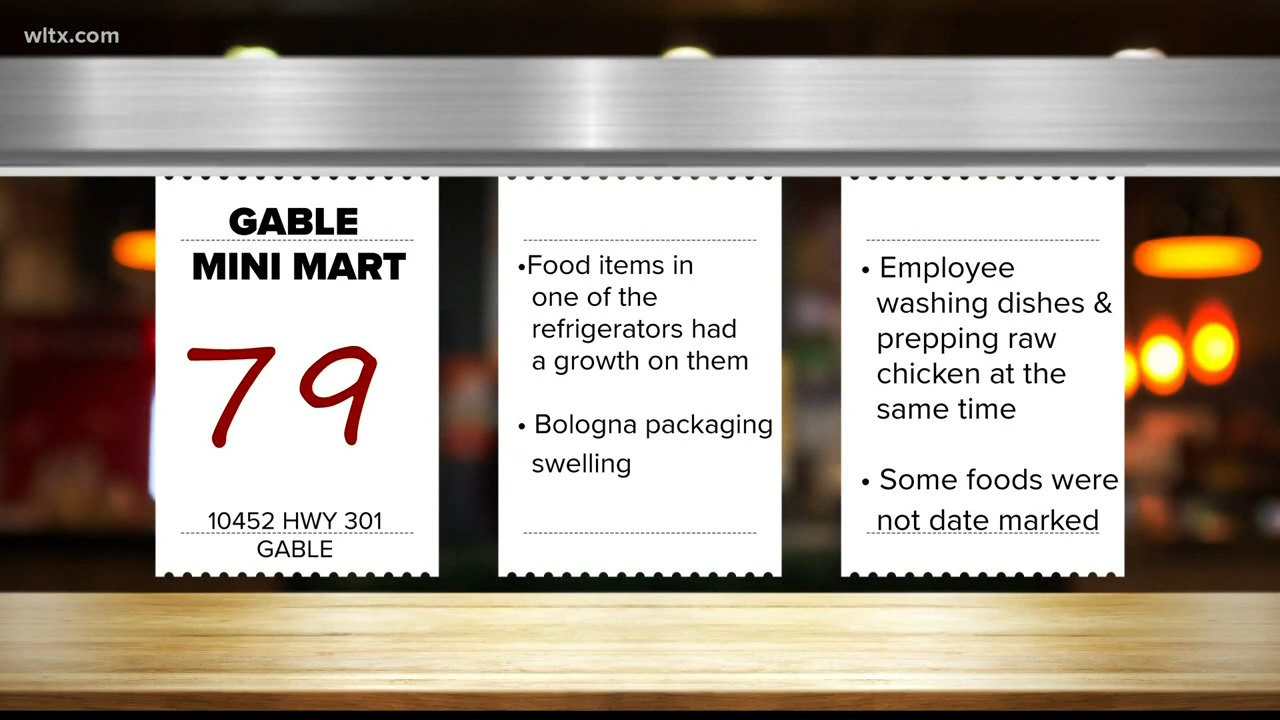 wltx.com
GABLE
MINI MART
79
10452 HWY 301
GABLE
•Food items in
one of the
refrigerators had
a growth on them
• Bologna packaging
swelling
• Employee
washing dishes &
prepping raw
chicken at the
same time
• Some foods were
not date marked